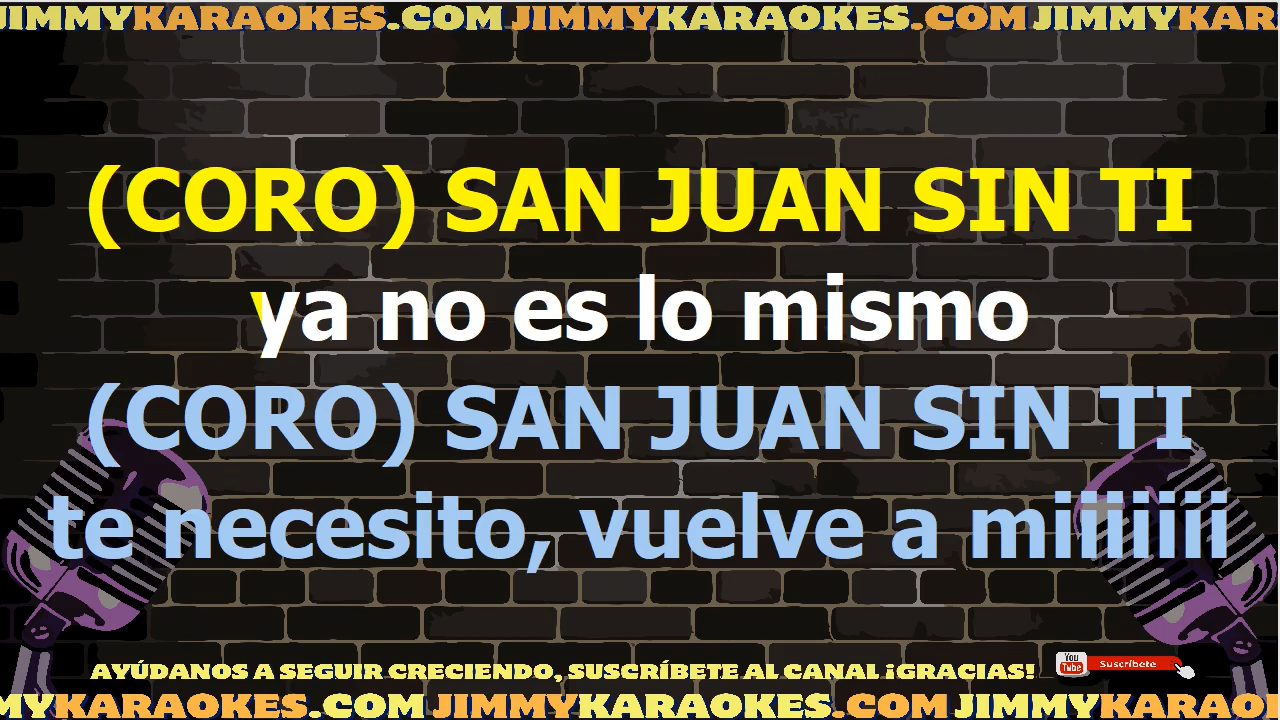 JIMMYKARAOKES.COM JIMMYKARAOKES.COM JIMMYKAR
(CORO) SAN JUAN SIN TI
ya no es lo mismo
(CORO) SAN JUAN SIN TI
te necesito, vuelve a miiiiiii
AYÚDANOS A SEGUIR CRECIENDO, SUSCRÍBETE AL CANAL ¡GRACIAS!
You Tube Suscríbete
MYKARAOKES.COM JIMMYKARAOKES.COM JIMMYKARAOK